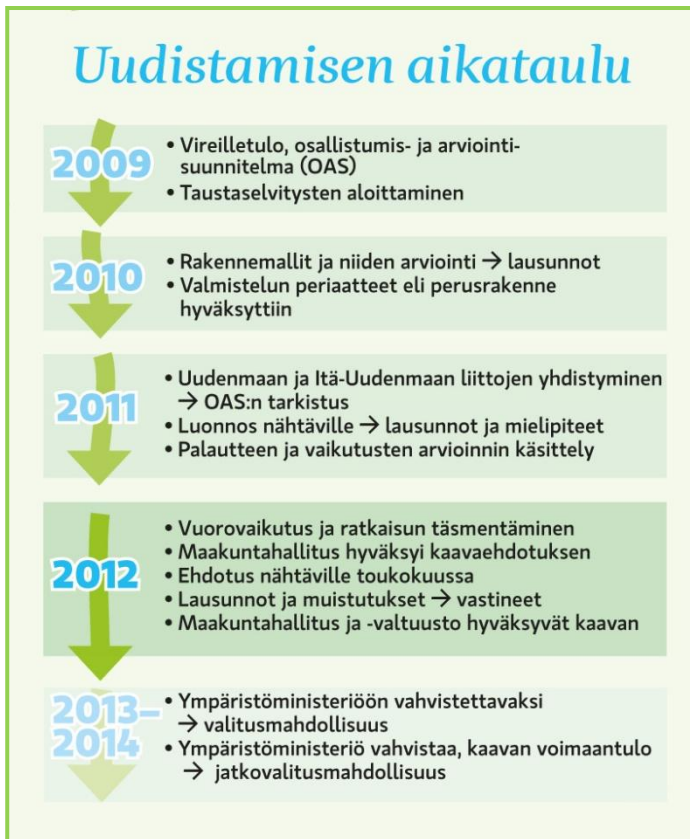 Uudistamisen aikataulu
2009
• Vireilletulo, osallistumis- ja arviointi-
suunnitelma (OAS)
• Taustaselvitysten aloittaminen
2010
• Rakennemallit ja niiden arviointi → lausunnot
• Valmistelun periaatteet eli perusrakenne
hyväksyttiin
2011
• Uudenmaan ja Itä-Uudenmaan liittojen yhdistyminen
→ OAS:n tarkistus
• Luonnos nähtäville → lausunnot ja mielipiteet
• Palautteen ja vaikutusten arvioinnin käsittely
2012
• Vuorovaikutus ja ratkaisun täsmentäminen
• Maakuntahallitus hyväksyi kaavaehdotuksen
• Ehdotus nähtäville toukokuussa
• Lausunnot ja muistutukset → vastineet
• Maakuntahallitus ja -valtuusto hyväksyvät kaavan
2013–
2014
• Ympäristöministeriöön vahvistettavaksi
→ valitusmahdollisuus
• Ympäristöministeriö vahvistaa, kaavan voimaantulo
→ jatkovalitusmahdollisuus